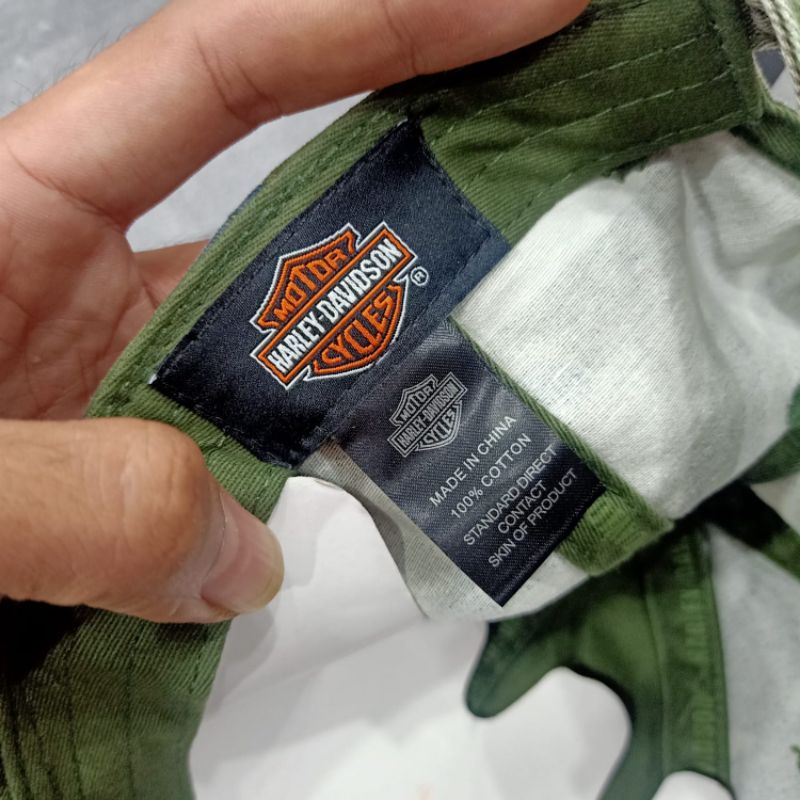 MOTOR
HARLEY-DAVIDSON
CYCLES
®
MOTOR
HARLEY-DAVIDSON
CYCLES
MADE IN CHINA
100% COTTON
STANDARD DIRECT
CONTACT
SKIN OF PRODUCT